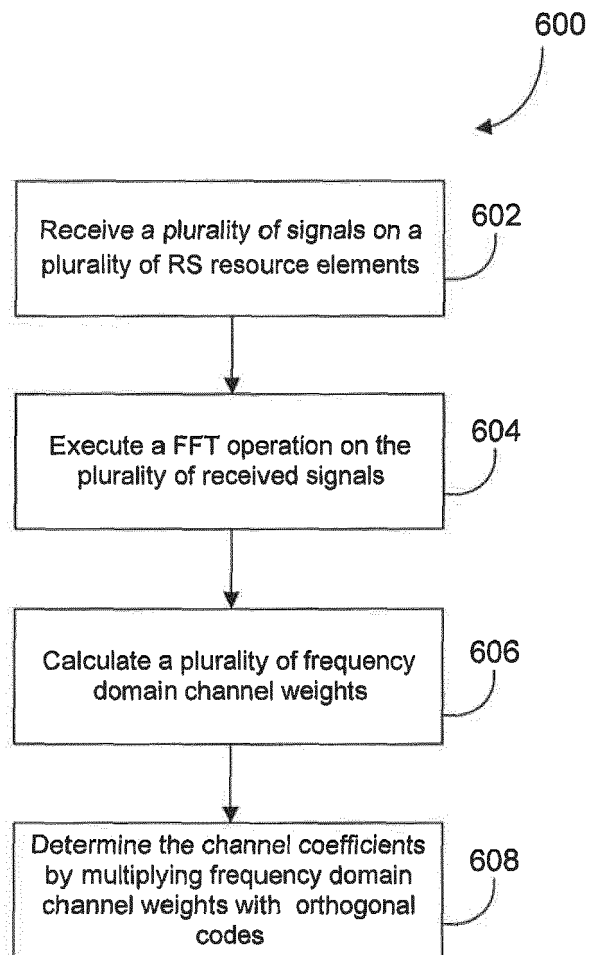 600
Receive a plurality of signals on a
plurality of RS resource elements
602
Execute a FFT operation on the
plurality of received signals
604
Calculate a plurality of frequency
domain channel weights
606
Determine the channel coefficients
by multiplying frequency domain
channel weights with orthogonal
codes
608